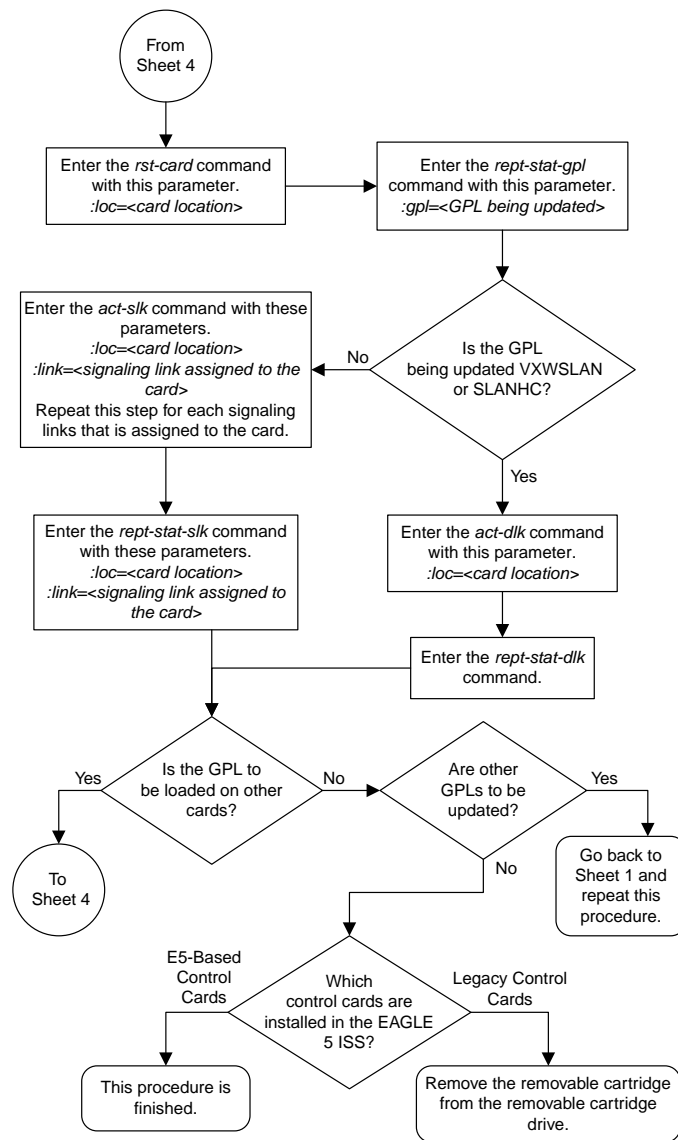 From
Sheet 4
Enter the rst-card command
with this parameter.
:loc=<card location>
Enter the rept-stat-gpl
command with this parameter.
:gpl=<GPL being updated>
Enter the act-slk command with these
parameters.
:loc=<card location>
:link=<signaling link assigned to the
card>
Repeat this step for each signaling
links that is assigned to the card.
No
Is the GPL
being updated VXWSLAN
or SLANHC?
Yes
Enter the rept-stat-slk command
with these parameters.
:loc=<card location>
:link=<signaling link assigned to
the card>
Enter the act-dlk command
with this parameter.
:loc=<card location>
Enter the rept-stat-dlk
command.
Yes
Is the GPL to
be loaded on other
cards?
No
Are other
GPLs to be
updated?
Yes
To
Sheet 4
No
Go back to
Sheet 1 and
repeat this
procedure.
E5-Based
Control
Cards
Which
control cards are
installed in the EAGLE
5 ISS?
Legacy Control
Cards
This procedure is
finished.
Remove the removable cartridge
from the removable cartridge
drive.